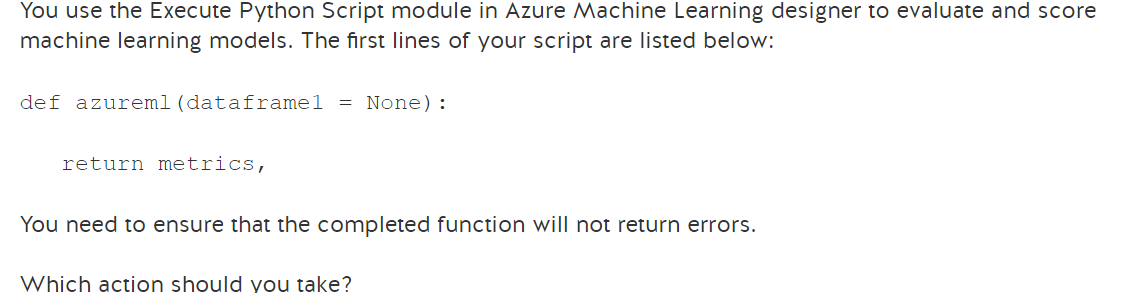 You use the Execute Python Script module in Azure Machine Learning designer to evaluate and score
machine learning models. The first lines of your script are listed below:
def azureml(dataframe1 = None):
return metrics,
You need to ensure that the completed function will not return errors.
Which action should you take?